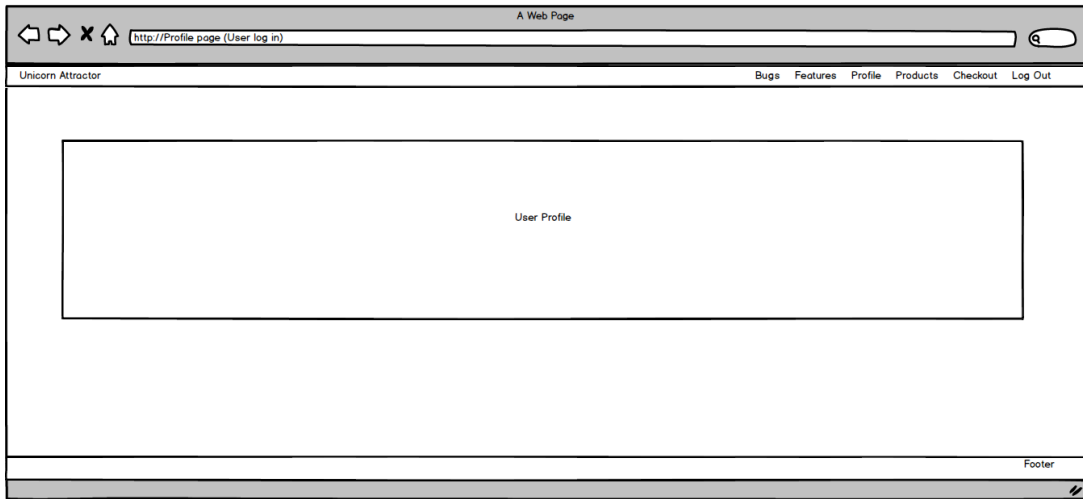 A Web Page
http://Profile page (User log in)
Unicorn Attractor
Bugs Features Profile Products Checkout Log Out
User Profile
Footer